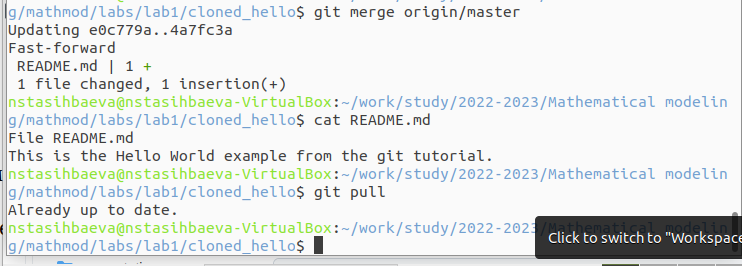 g/mathmod/labs/lab1/cloned_hello$ git merge origin/master
Updating e0c779a..4a7fc3a
Fast-forward
 README.md | 1 +
 1 file changed, 1 insertion(+)
nstasihbaeva@nstasihbaeva-VirtualBox:~/work/study/2022-2023/Mathematical modelin
g/mathmod/labs/lab1/cloned_hello$ cat README.md
File README.md
This is the Hello World example from the git tutorial.
nstasihbaeva@nstasihbaeva-VirtualBox:~/work/study/2022-2023/Mathematical modelin
g/mathmod/labs/lab1/cloned_hello$ git pull
Already up to date.
nstasihbaeva@nstasihbaeva-VirtualBox:~/work/study/2022-2023/Mathematical modelin
g/mathmod/labs/lab1/cloned_hello$
Click to switch to "Workspace